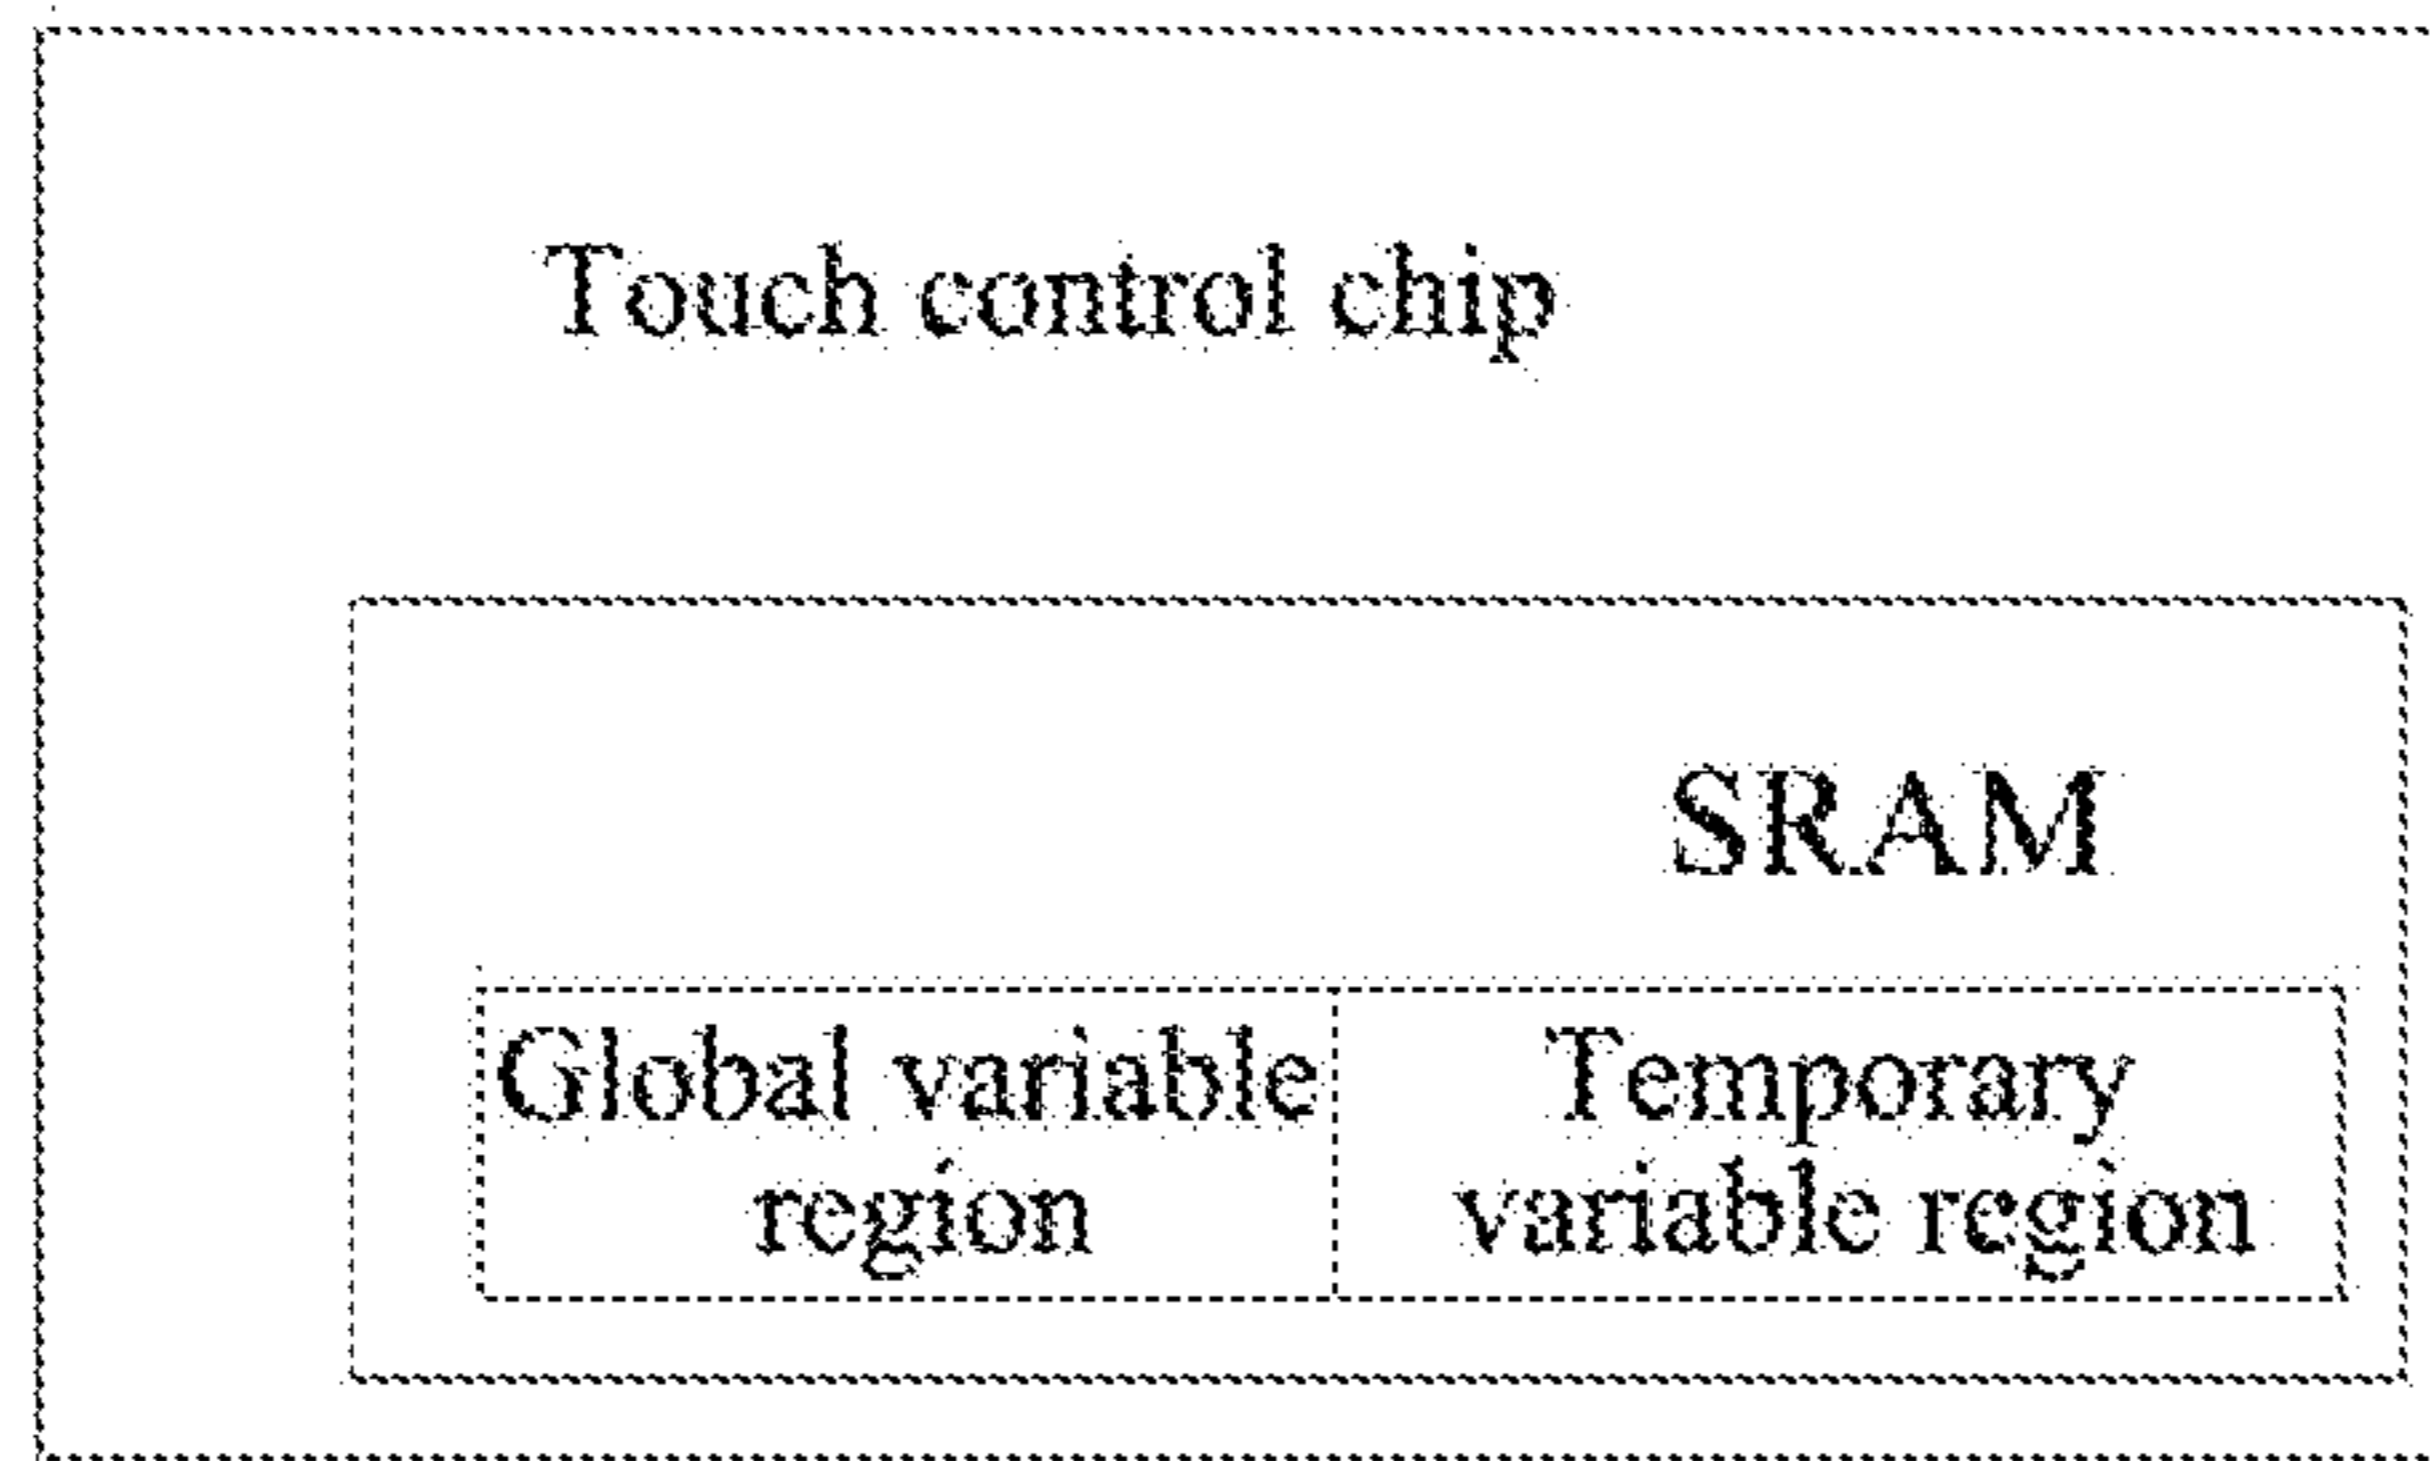 Touch control chip
SRAM
Global variable
region
Temporary
variable region